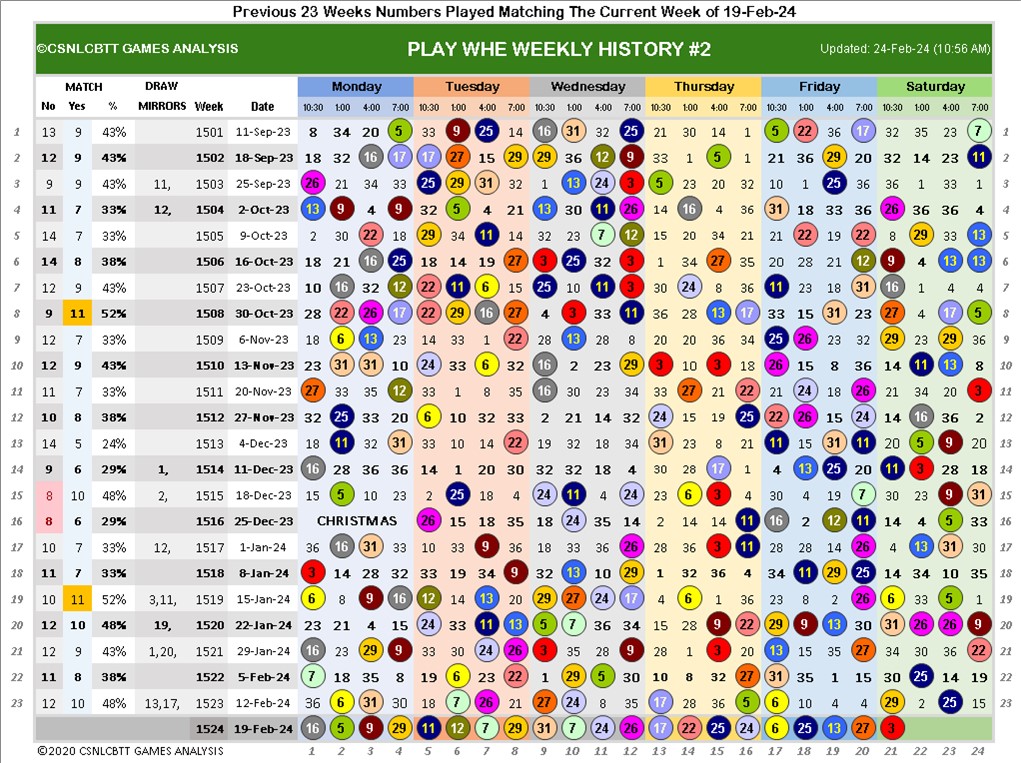 Previous 23 Weeks Numbers Played Matching The Current Week of 19-Feb-24
©CSNLCBTT GAMES ANALYSIS PLAY WHE WEEKLY HISTORY #2 Updated: 24-Feb-24 (10:56 AM)
MATCH DRAW Monday Tuesday Wednesday Thursday Friday Saturday
No Yes % MIRRORS Week Date 10:30 1:00 4:00 7:00 10:30 1:00 4:00 7:00 10:30 1:00 4:00 7:00 10:30 1:00 4:00 7:00 10:30 1:00 4:00 7:00 10:30 1:00 4:00 7:00
1 13 9 43% 1501 11-Sep-23 8 34 20 5 33 9 25 14 16 31 32 25 21 30 14 1 5 22 36 17 32 35 23 7 1
2 12 9 43% 1502 18-Sep-23 18 32 16 17 17 27 15 29 29 36 12 9 33 1 5 1 21 36 29 20 32 14 23 11 2
3 9 9 43% 11, 1503 25-Sep-23 26 21 34 33 25 29 31 32 1 13 24 3 5 23 20 32 10 1 25 36 36 1 33 1 3
4 11 7 33% 12, 1504 2-Oct-23 13 9 4 9 32 5 4 21 13 30 11 26 14 16 4 36 31 18 33 36 26 36 36 4 4
5 14 7 33% 1505 9-Oct-23 2 30 22 18 29 34 11 14 32 23 7 12 15 20 34 21 21 22 19 22 8 29 33 13 5
6 14 8 38% 1506 16-Oct-23 18 21 16 25 18 14 19 27 3 25 32 3 1 34 27 35 20 28 21 12 9 4 13 13 6
7 12 9 43% 1507 23-Oct-23 10 16 32 12 22 11 6 15 25 10 11 3 30 24 8 36 11 23 18 31 16 1 4 4 7
8 9 11 52% 1508 30-Oct-23 28 22 26 17 22 29 16 27 4 3 33 11 36 28 13 17 33 15 31 23 27 4 17 5 8
9 12 7 33% 1509 6-Nov-23 18 6 13 23 14 33 1 22 28 13 28 8 20 20 36 34 25 26 33 32 29 23 29 36 9
10 12 9 43% 1510 13-Nov-23 23 31 31 10 24 33 6 32 16 2 23 29 3 10 3 18 26 15 8 36 14 11 13 8 10
11 11 7 33% 1511 20-Nov-23 27 33 35 12 33 1 8 35 16 30 30 34 14 27 21 22 21 24 18 26 34 23 20 3 11
12 10 8 38% 1512 27-Nov-23 32 25 33 20 6 10 32 33 2 21 14 32 24 15 16 25 22 26 15 24 14 16 36 2 12
13 14 5 24% 1513 4-Dec-23 18 11 32 31 33 10 14 22 19 32 18 34 31 23 8 21 11 15 31 11 22 5 9 20 13
14 9 6 29% 1, 1514 11-Dec-23 16 28 36 36 14 1 20 30 32 32 18 4 30 28 17 1 4 13 25 20 11 3 28 18 14
15 8 10 48% 2, 1515 18-Dec-23 15 5 10 23 2 25 18 4 24 11 4 24 23 6 3 4 30 4 19 7 30 23 9 31 15
16 8 6 29% 1516 25-Dec-23 CHRISTMAS 26 15 18 35 18 24 35 14 2 14 14 11 16 2 12 11 14 4 5 33 16
17 10 7 33% 12, 1517 1-Jan-24 36 16 31 33 10 33 9 36 18 33 36 26 28 36 3 11 28 28 14 26 4 13 31 30 17
18 11 7 33% 1518 8-Jan-24 3 14 28 32 33 19 34 9 32 13 10 29 1 32 36 4 34 11 29 25 14 34 10 35 18
19 10 11 52% 3,11, 1519 15-Jan-24 6 8 9 16 12 14 13 20 29 27 24 17 14 6 1 36 23 8 2 26 6 33 5 1 19
20 12 10 48% 19, 1520 22-Jan-24 23 21 4 15 24 33 11 13 5 7 36 34 15 28 9 22 29 9 13 30 31 26 26 9 20
21 12 9 43% 1,20, 1521 29-Jan-24 16 23 29 9 33 30 24 26 3 35 28 9 28 1 3 20 13 15 35 27 34 30 36 22 21
22 11 8 38% 1522 5-Feb-24 7 18 35 8 19 6 23 22 1 29 5 30 10 8 32 27 31 35 1 15 30 25 14 19 22
23 12 10 48% 13,17, 1523 12-Feb-24 18 6 31 30 18 7 26 21 27 24 8 35 17 28 18 31 6 10 4 4 29 2 25 15 23
1524 19-Feb-24 16 5 9 29 11 12 7 29 31 7 24 26 17 22 25 24 6 25 13 27 3
©2020 CSNLCBTT GAMES ANALYSIS 1 2 3 4 5 6 7 8 9 10 11 12 13 14 15 16 17 18 19 20 21 22 23 24